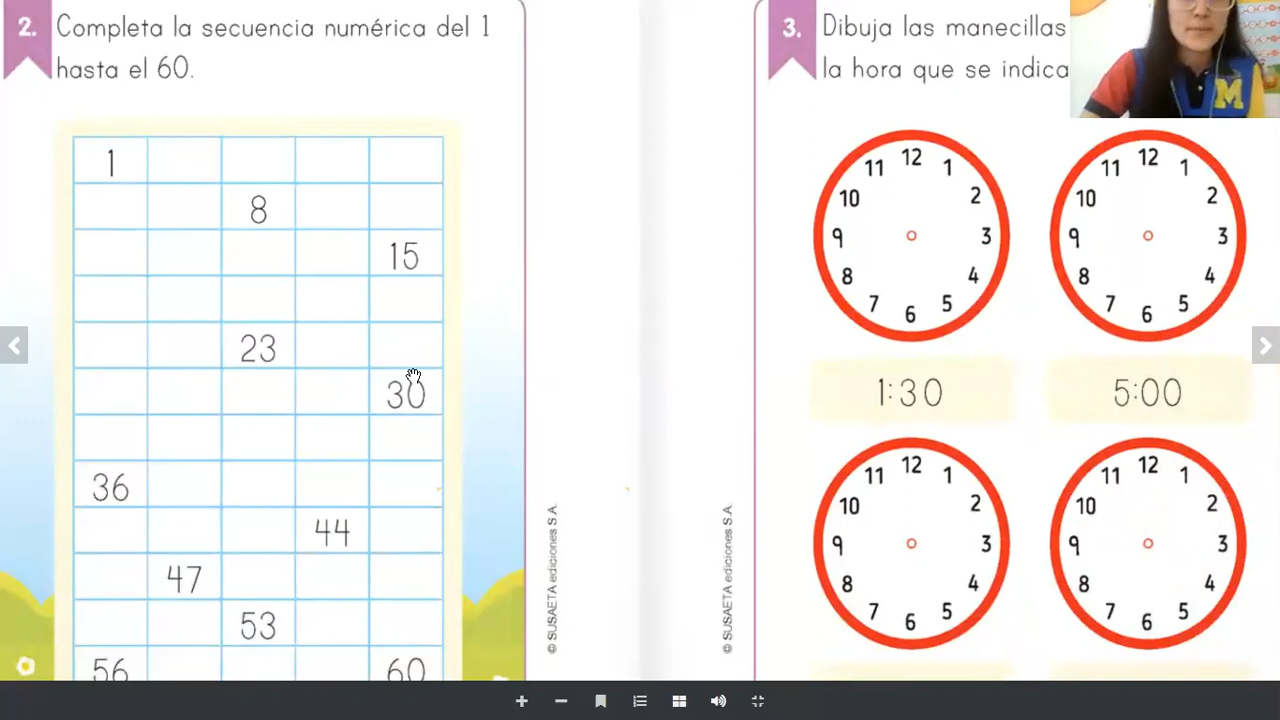 2. Completa la secuencia numérica del 1
hasta el 60.
1
8
15
23
30
36
44
47
53
56 60
© SUSAETA ediciones S.A.
© SUSAETA ediciones S.A.
3. Dibuja las manecillas
la hora que se indica
M
11 12 1
10 2
9 3
8 4
7 6 5
1:30
11 12 1
10 2
9 3
8 4
7 6 5
5:00
11 12 1
10 2
9 3
8 4
7 6 5
11 12 1
10 2
9 3
8 4
7 6 5